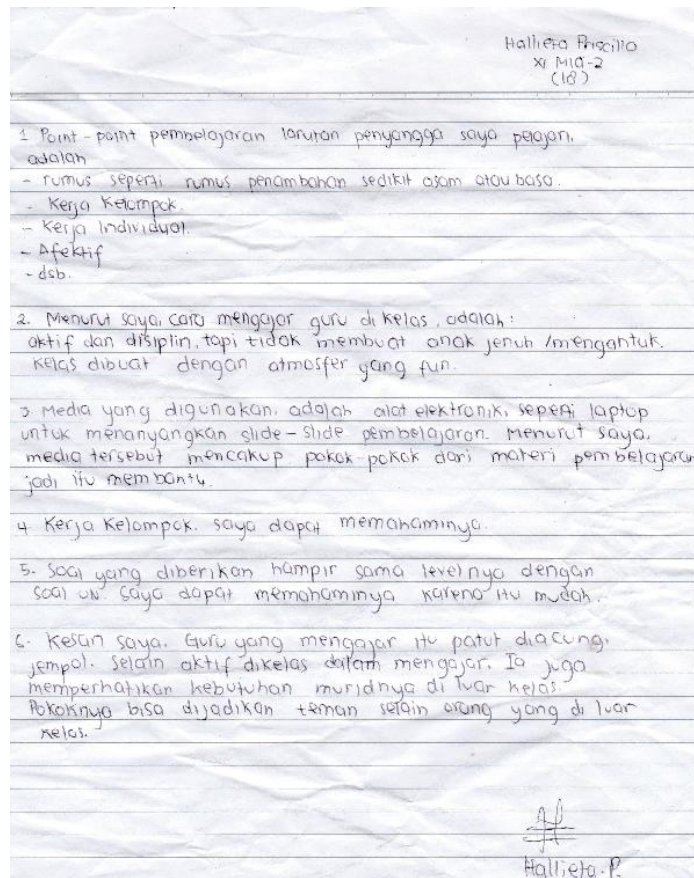 Hallieta Priscilla
XI MIA-2
(18)
1 Point-point pembelajaran larutan penyangga saya pelajari,
adalah
- rumus seperti rumus penambahan sedikit asam atau basa.
- Kerja Kelompok.
- Kerja Individual.
- Afektif
- dsb.
2. Menurut saya, cara mengajar guru di kelas, adalah :
aktif dan disiplin, tapi tidak membuat anak jenuh /mengantuk.
Kelas dibuat dengan atmosfer yang fun.
3 Media yang digunakan, adalah alat elektronik, seperti laptop
untuk menanyangkan slide-slide pembelajaran. Menurut saya,
media tersebut mencakup pokok-pokok dari materi pembelajaran
jadi itu membantu.
4 Kerja Kelompok. saya dapat memahaminya.
5. Soal yang diberikan hampir sama levelnya dengan
soal UN. Saya dapat memahaminya karena itu mudah.
6. Kesan saya. Guru yang mengajar itu patut diacung,
jempol. Selain aktif dikelas dalam mengajar. Ia juga
memperhatikan kebutuhan muridnya di luar kelas.
Pokoknya bisa dijadikan teman selain orang yang di luar
kelas.
Hallieta.P.